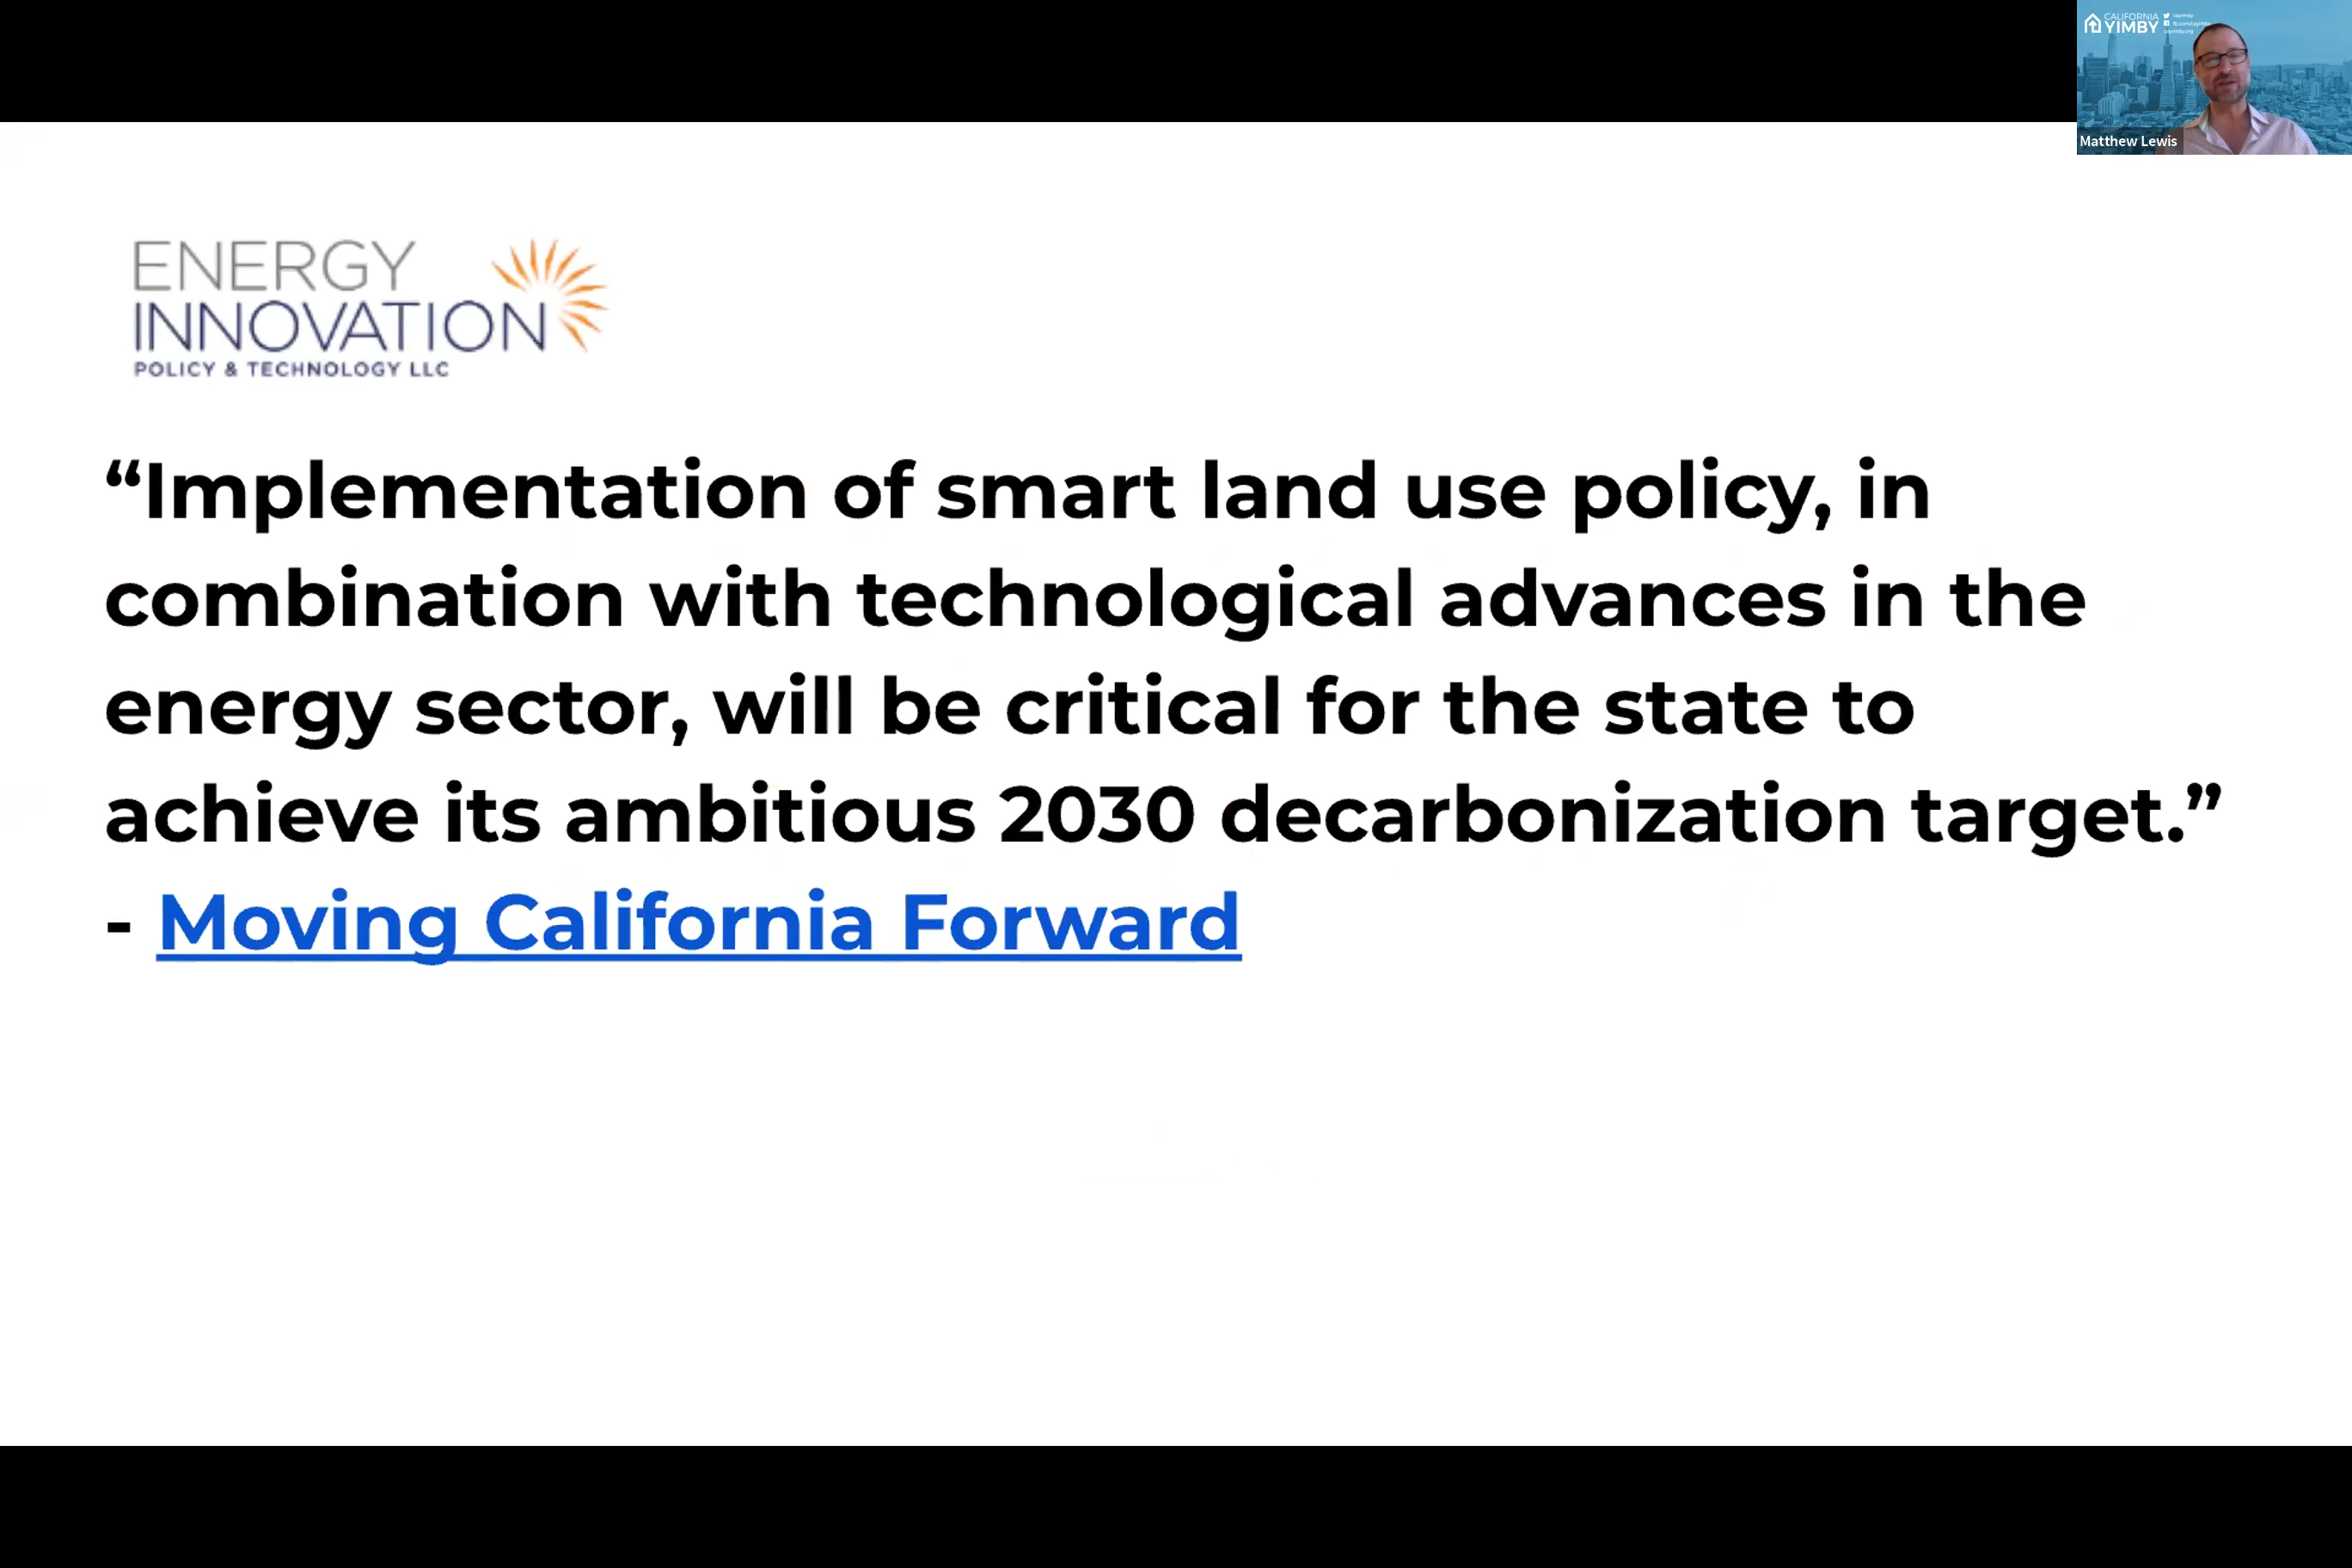 CALIFORNIA
YIMBY
Matthew Lewis
ENERGY
INNOVATION
POLICY & TECHNOLOGY LLC
“Implementation of smart land use policy, in
combination with technological advances in the
energy sector, will be critical for the state to
achieve its ambitious 2030 decarbonization target.”
- Moving California Forward